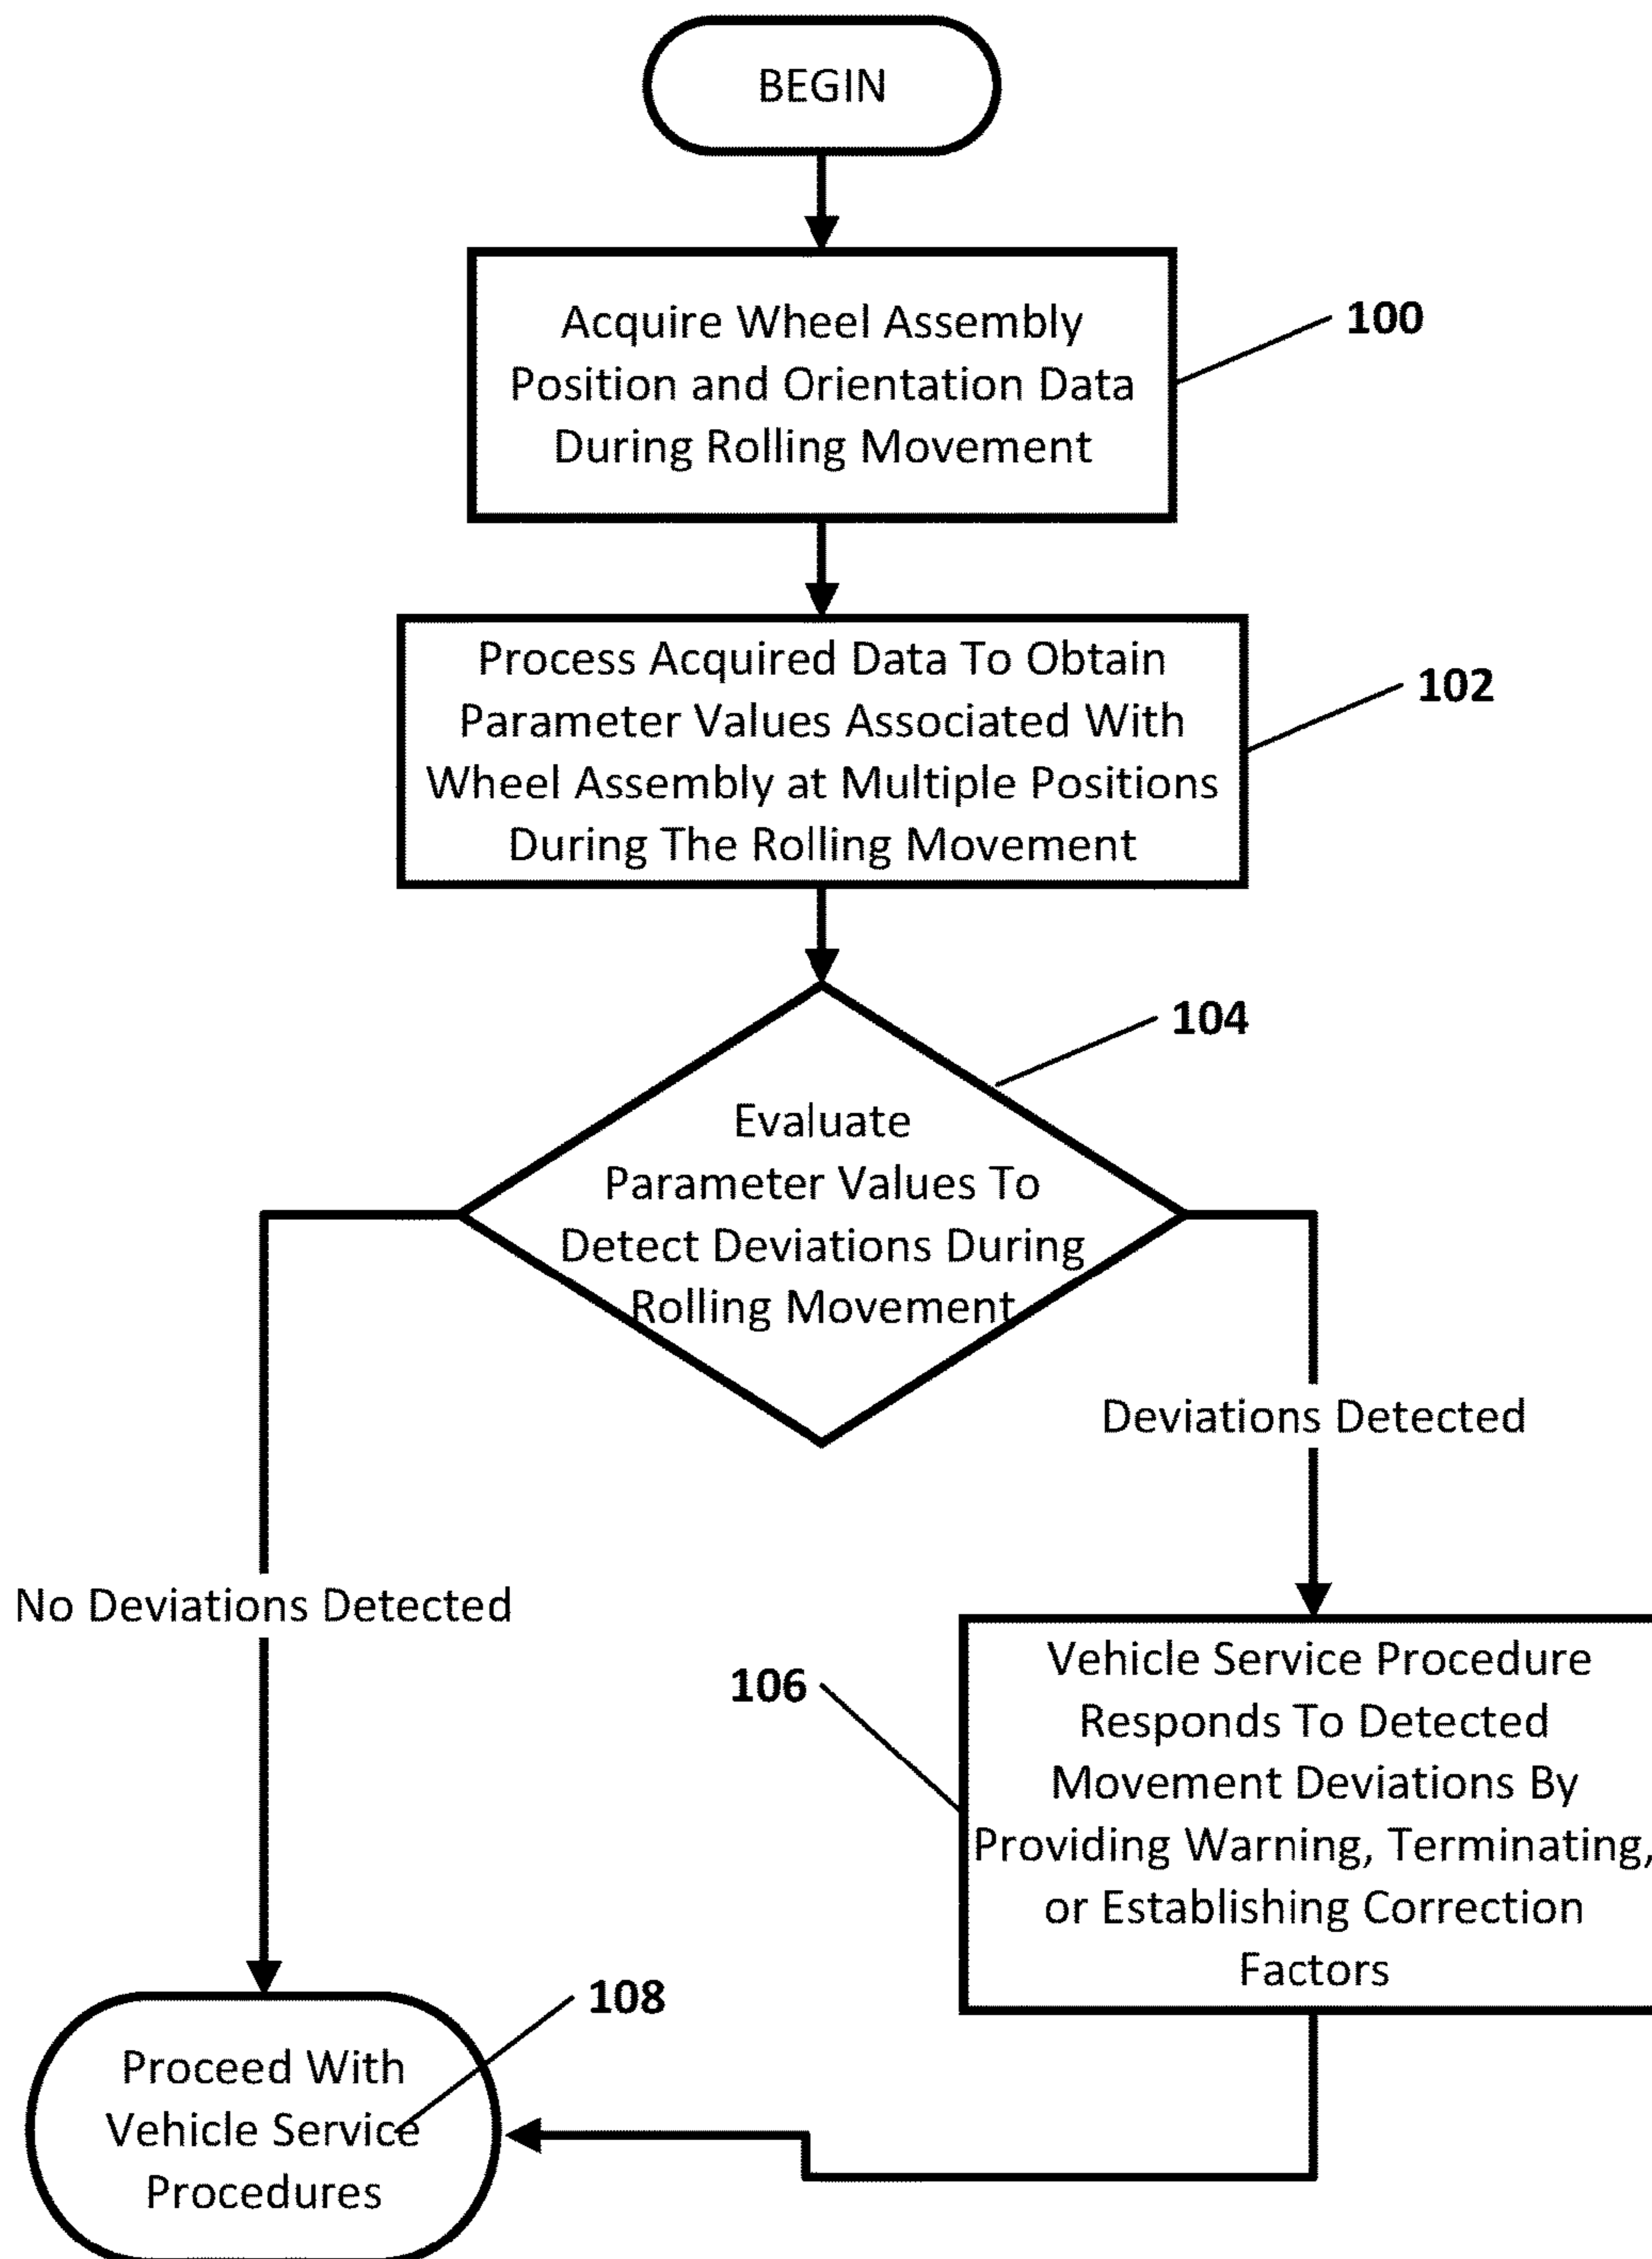 BEGIN
Acquire Wheel Assembly
Position and Orientation Data
During Rolling Movement
100
Process Acquired Data To Obtain
Parameter Values Associated With
Wheel Assembly at Multiple Positions
During The Rolling Movement
102
104
Evaluate
Parameter Values To
Detect Deviations During
Rolling Movement
Deviations Detected
No Deviations Detected
106
Vehicle Service Procedure
Responds To Detected
Movement Deviations By
Providing Warning, Terminating,
or Establishing Correction
Factors
108
Proceed With
Vehicle Service
Procedures